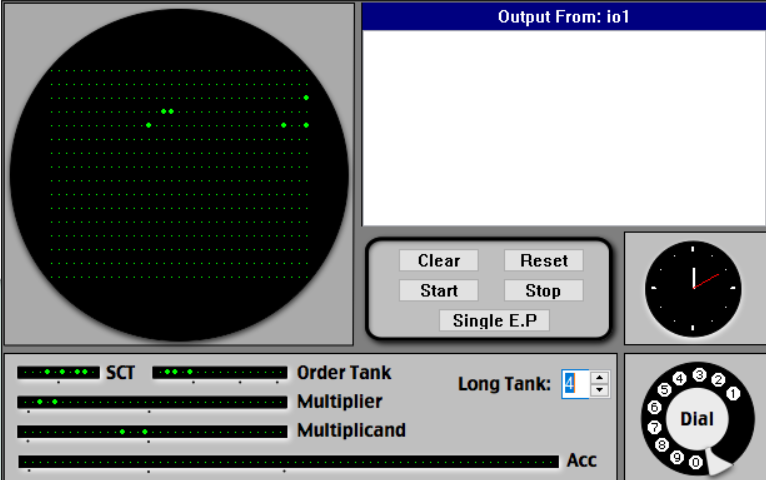 Output From: io1
Clear
Reset
Start
Stop
Single E.P
SCT
Order Tank
Long Tank: 4
Multiplier
Multiplicand
Acc
1
2
3
4
5
6
7
8
9
0
Dial